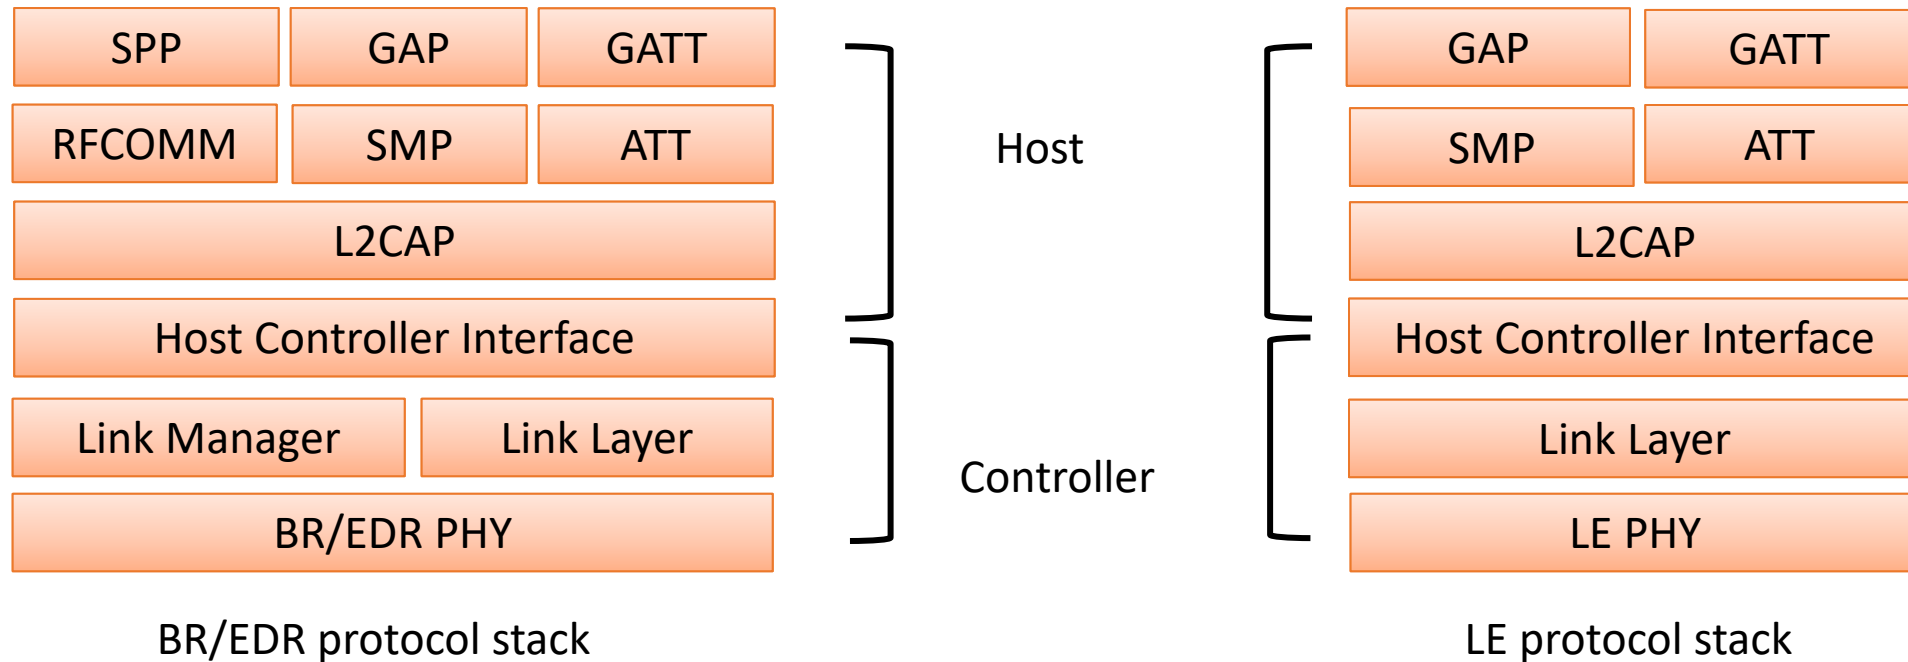 SPP GAP GATT
RFCOMM SMP ATT
L2CAP
Host Controller Interface
Link Manager Link Layer
BR/EDR PHY
BR/EDR protocol stack
Host
Controller
GAP GATT
SMP ATT
L2CAP
Host Controller Interface
Link Layer
LE PHY
LE protocol stack